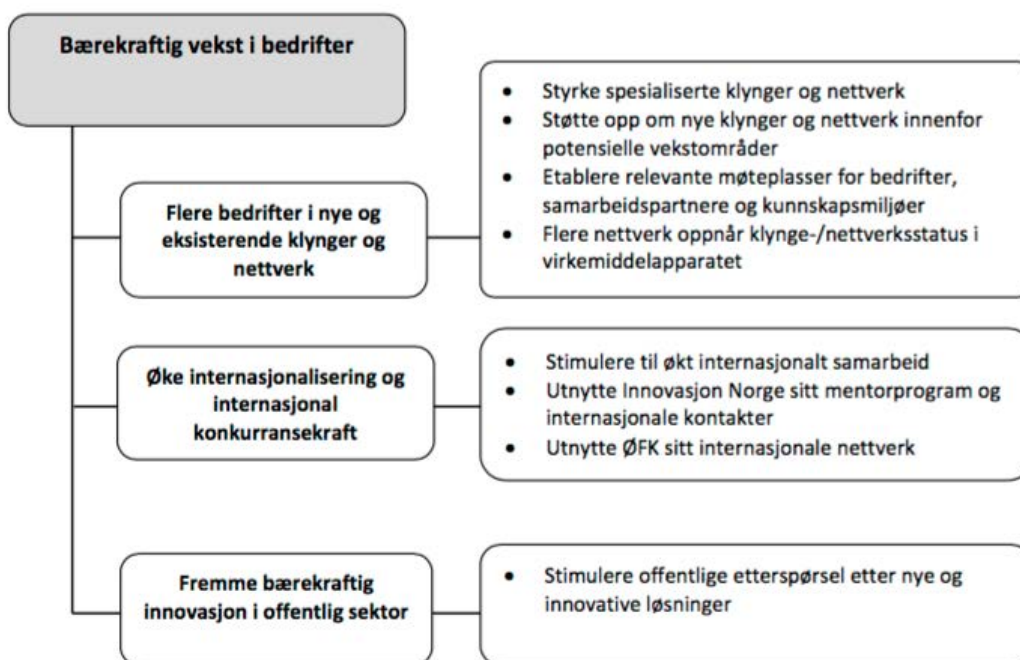 Bærekraftig vekst i bedrifter
Flere bedrifter i nye og
eksisterende klynger og
nettverk
• Styrke spesialiserte klynger og nettverk
• Støtte opp om nye klynger og nettverk innenfor
potensielle vekstområder
• Etablere relevante møteplasser for bedrifter,
samarbeidspartnere og kunnskapsmiljøer
• Flere nettverk oppnår klynge-/nettverksstatus i
virkemiddelapparatet
Øke internasjonalisering og
internasjonal
konkurransekraft
• Stimulere til økt internasjonalt samarbeid
• Utnytte Innovasjon Norge sitt mentorprogram og
internasjonale kontakter
• Utnytte ØFK sitt internasjonale nettverk
Fremme bærekraftig
innovasjon i offentlig sektor
• Stimulere offentlige etterspørsel etter nye og
innovative løsninger